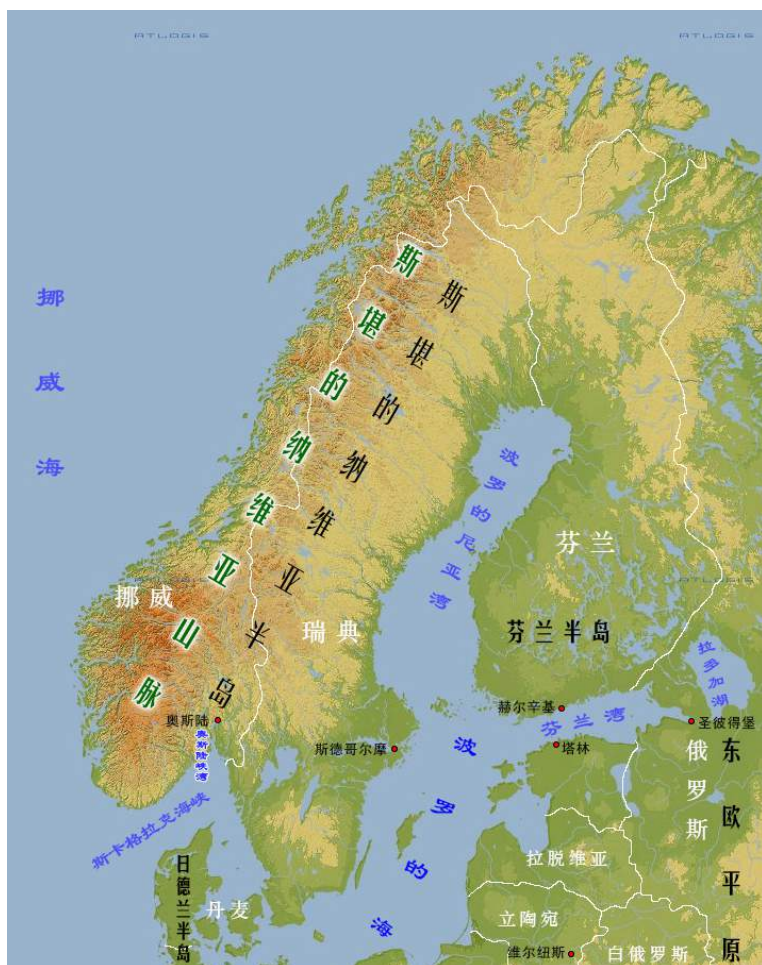 ATLOGIS
ATLOGIS
挪威海
斯堪的纳维亚山脉
斯堪的纳维亚半岛
波罗的尼亚湾
芬兰
ATLOGIS
ATLOGIS
挪威
瑞典
芬兰半岛
拉多加湖
奥斯陆
赫尔辛基
芬兰湾
圣彼得堡
奥斯陆峡湾
斯德哥尔摩
塔林
波罗的海
俄罗斯
东欧平原
斯卡格拉克海峡
日德兰半岛
丹麦
拉脱维亚
立陶宛
维尔纽斯
白俄罗斯